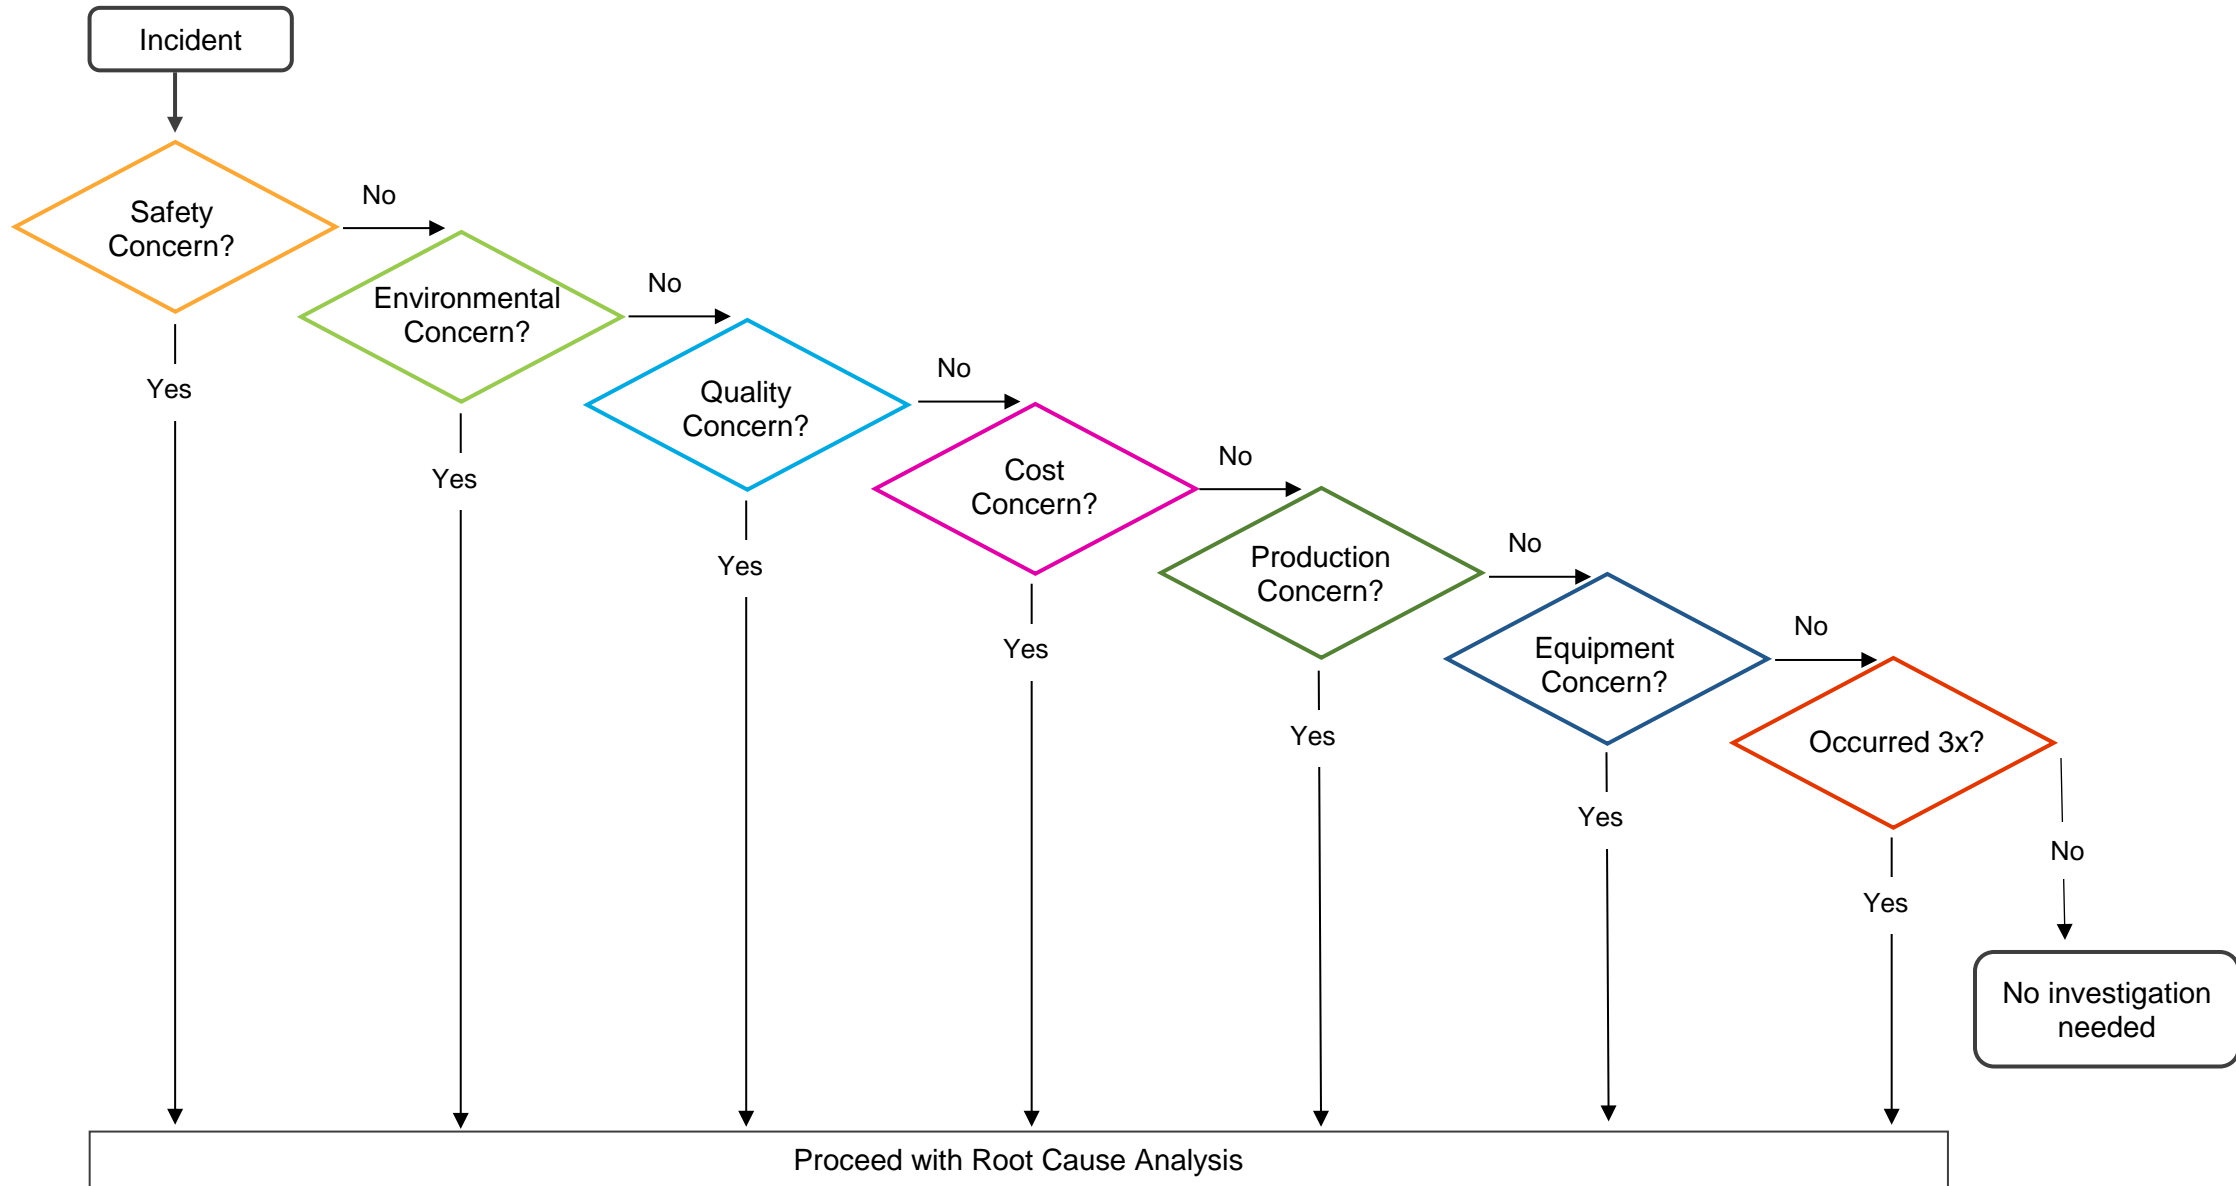 Incident
Safety
Concern?
No
Yes
Environmental
Concern?
No
Yes
Quality
Concern?
No
Yes
Cost
Concern?
No
Yes
Production
Concern?
No
Yes
Equipment
Concern?
No
Yes
Occurred 3x?
No
Yes
No investigation
needed
Proceed with Root Cause Analysis